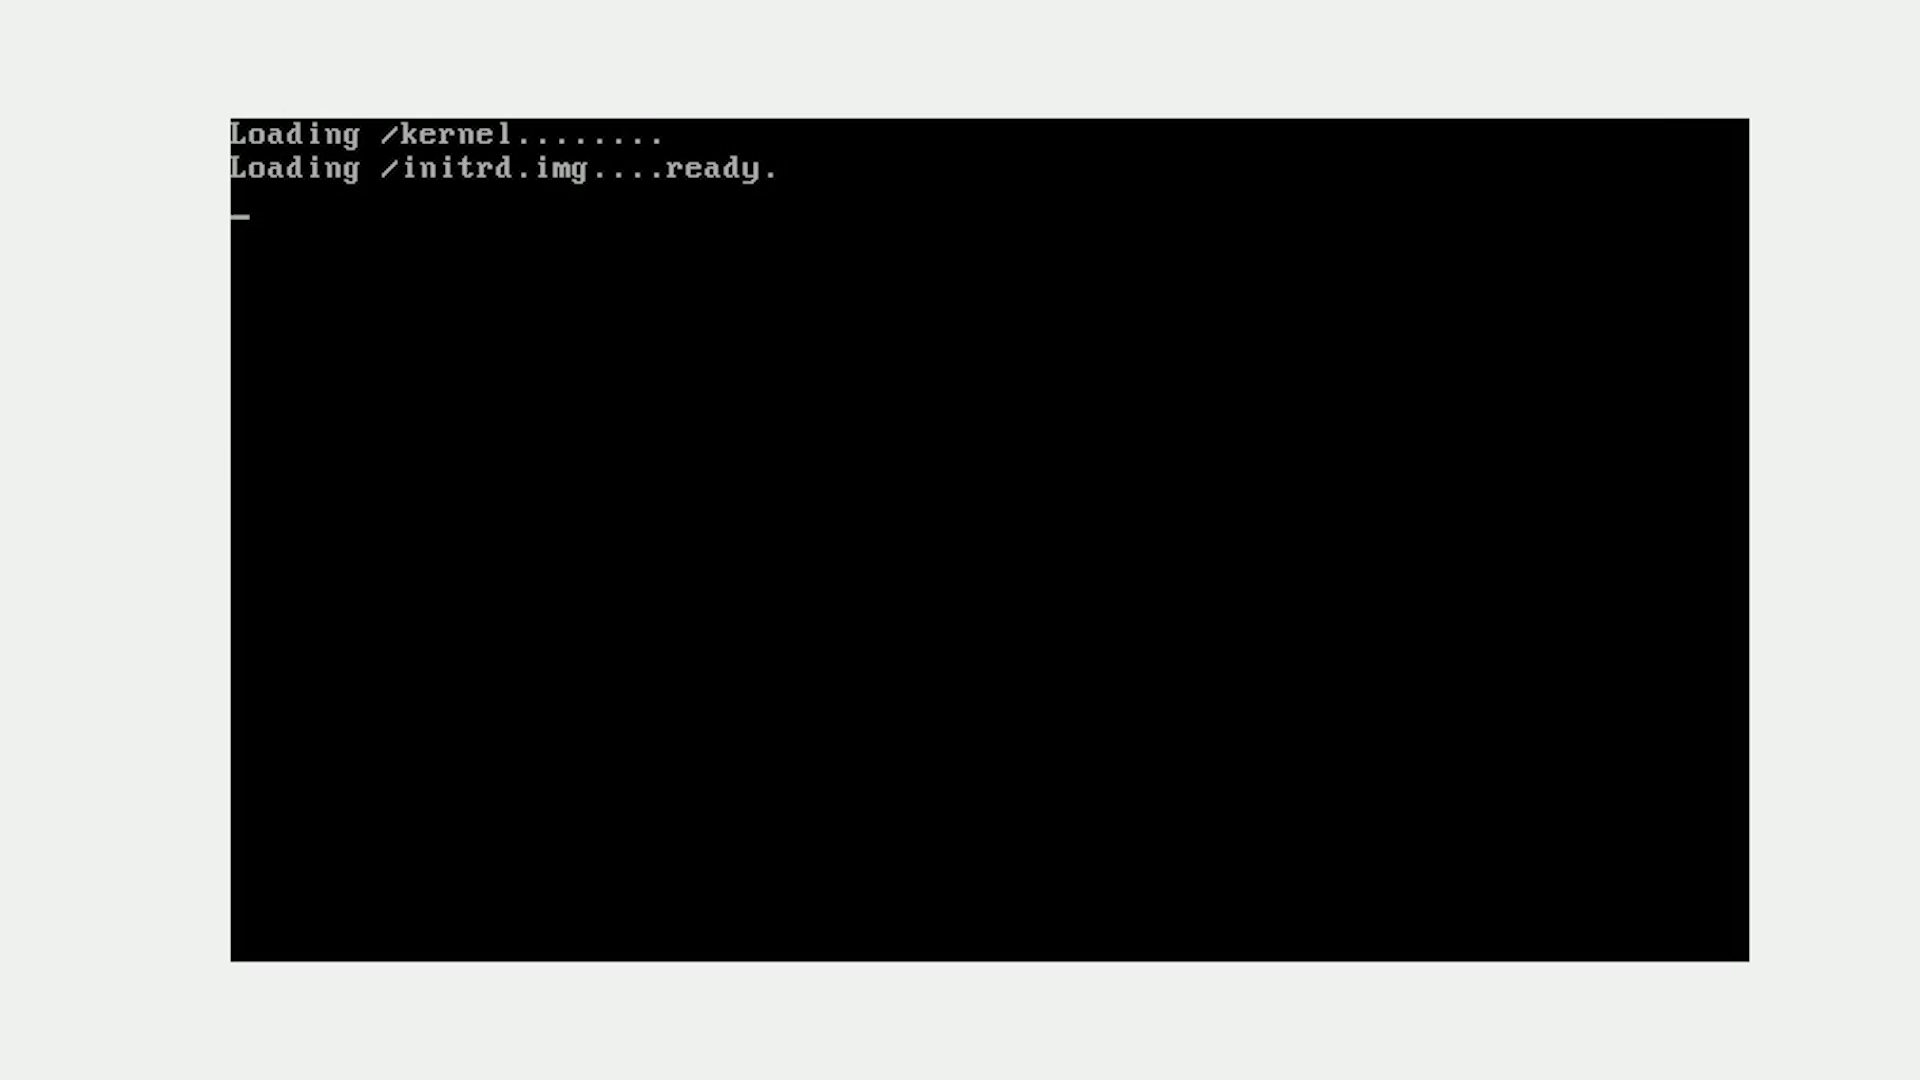 Loading /kernel........
Loading /initrd.img....ready.
_